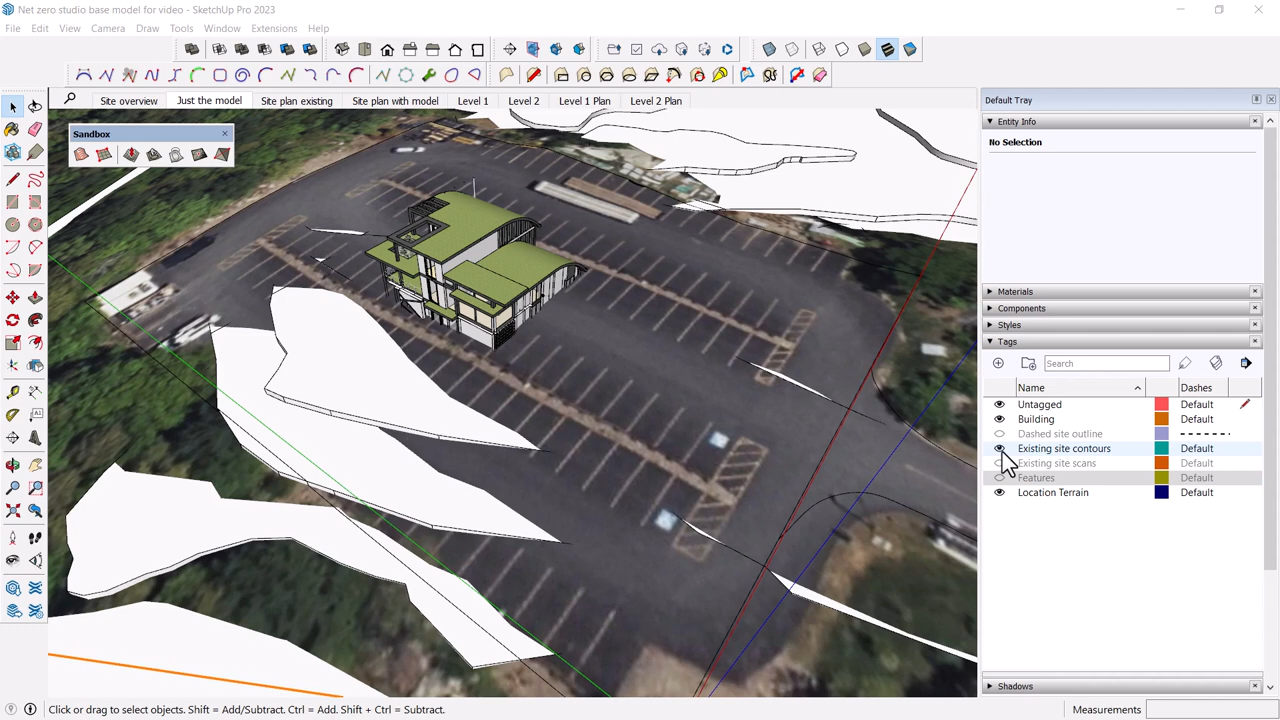 Net zero studio base model for video - SketchUp Pro 2023
File Edit View Camera Draw Tools Window Extensions Help
Site overview Just the model Site plan existing Site plan with model Level 1 Level 2 Level 1 Plan Level 2 Plan
Sandbox
Default Tray
Entity Info
No Selection
Materials
Components
Styles
Tags
Search
Name Dashes
Untagged Default
Building Default
Dashed site outline
Existing site contours Default
Existing site scans Default
Features Default
Location Terrain Default
Shadows
Click or drag to select objects. Shift = Add/Subtract. Ctrl = Add. Shift + Ctrl = Subtract.
Measurements